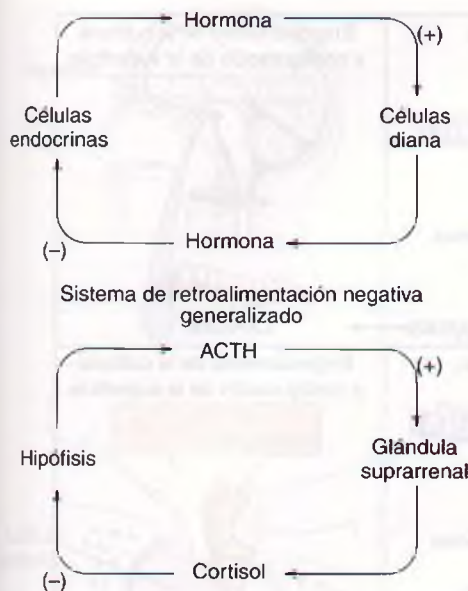 Hormona
(+)
Células
endocrinas
Células
diana
(−)
Hormona
Sistema de retroalimentación negativa
generalizado
ACTH
(+)
Hipófisis
Glándula
suprarrenal
(−)
Cortisol